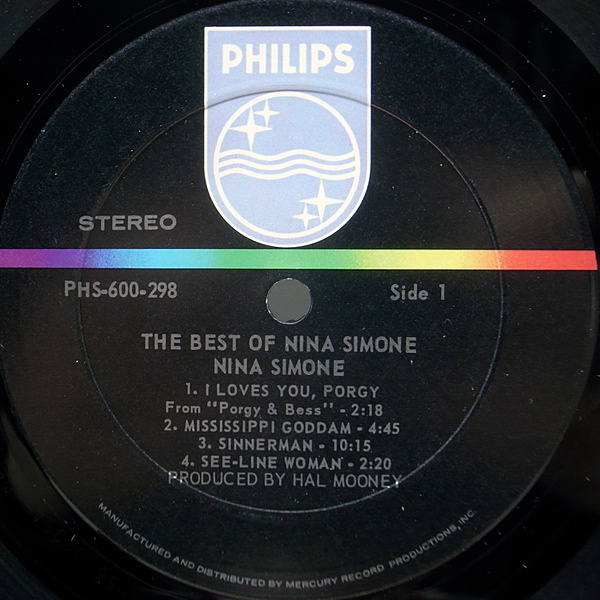 PHILIPS
STEREO
PHS-600-298
Side 1
THE BEST OF NINA SIMONE
NINA SIMONE
1. I LOVES YOU, PORGY
From "Porgy & Bess" - 2:18
2. MISSISSIPPI GODDAM - 4:45
3. SINNERMAN - 10:15
4. SEE-LINE WOMAN - 2:20
PRODUCED BY HAL MOONEY
MANUFACTURED AND DISTRIBUTED BY MERCURY RECORD PRODUCTIONS, INC.